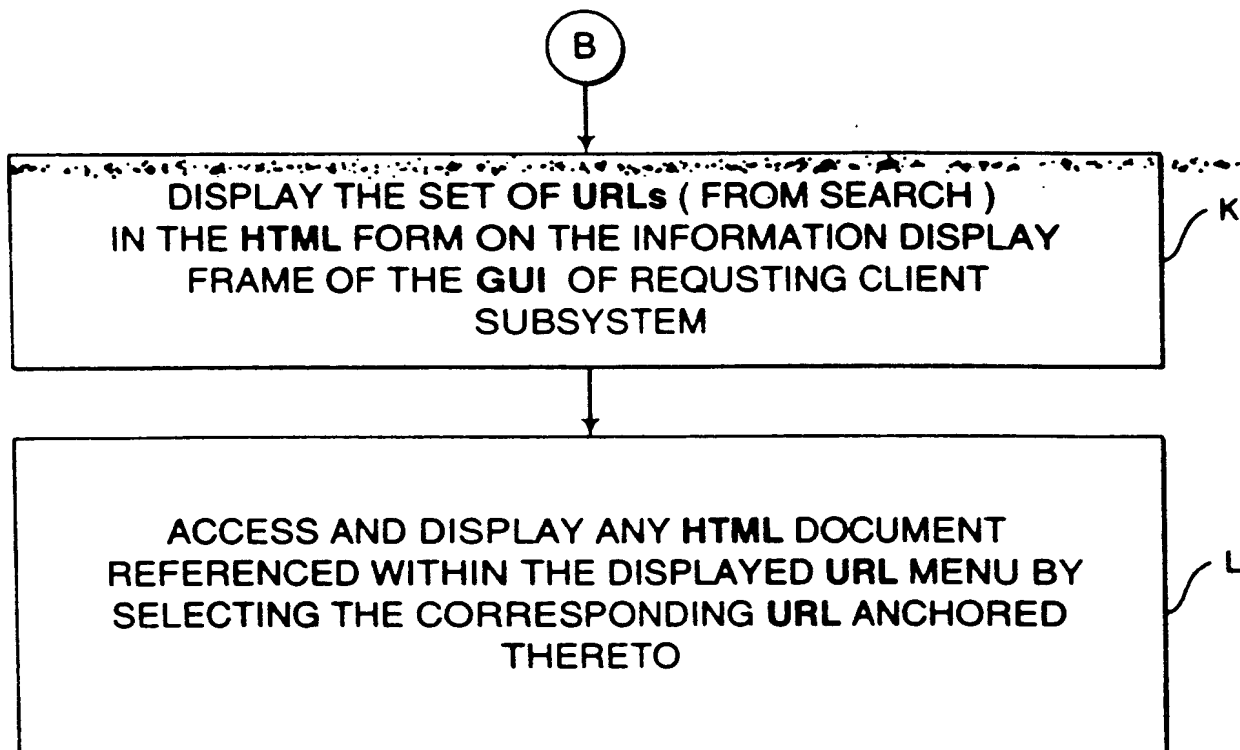 B
DISPLAY THE SET OF URLs ( FROM SEARCH )
IN THE HTML FORM ON THE INFORMATION DISPLAY
FRAME OF THE GUI OF REQUSTING CLIENT
SUBSYSTEM
K
ACCESS AND DISPLAY ANY HTML DOCUMENT
REFERENCED WITHIN THE DISPLAYED URL MENU BY
SELECTING THE CORRESPONDING URL ANCHORED
THERETO
L